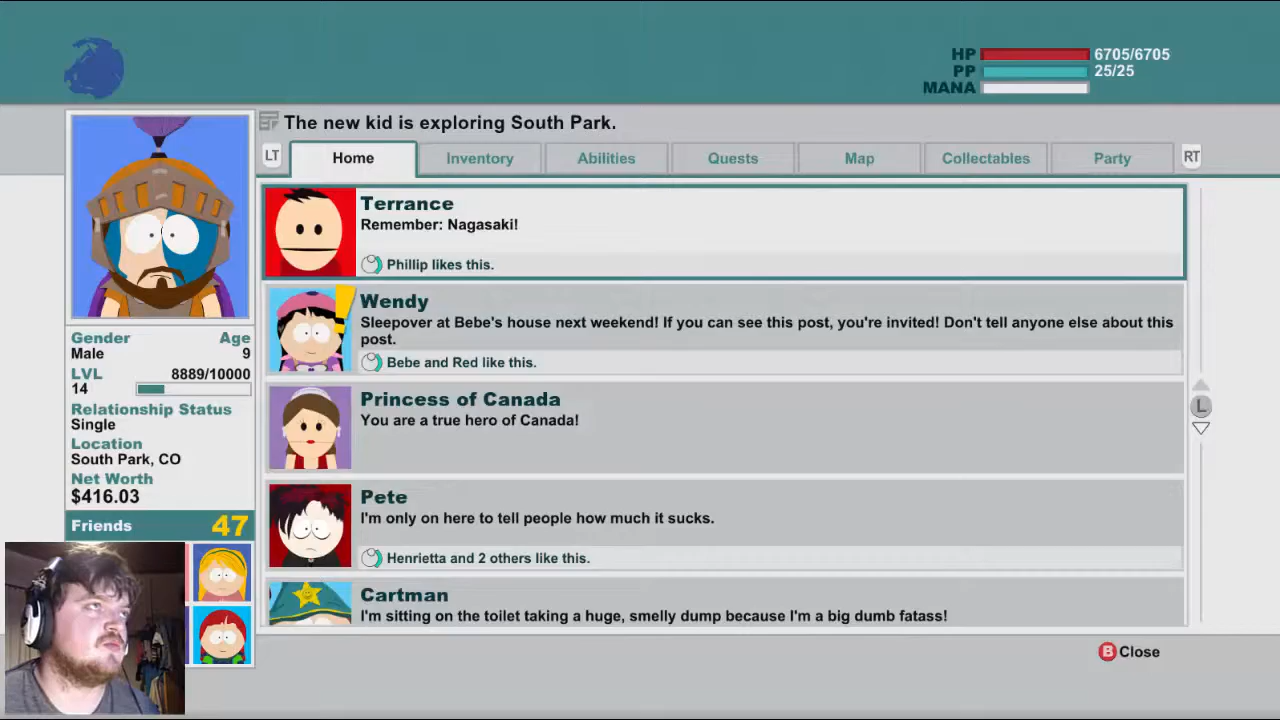 HP 6705/6705
PP 25/25
MANA
The new kid is exploring South Park.
LT Home Inventory Abilities Quests Map Collectables Party RT
Terrance
Remember: Nagasaki!
Phillip likes this.
Wendy
Sleepover at Bebe's house next weekend! If you can see this post, you're invited! Don't tell anyone else about this
post.
Bebe and Red like this.
Princess of Canada
You are a true hero of Canada!
Pete
I'm only on here to tell people how much it sucks.
Henrietta and 2 others like this.
Cartman
I'm sitting on the toilet taking a huge, smelly dump because I'm a big dumb fatass!
Gender Age
Male 9
LVL 8889/10000
14
Relationship Status
Single
Location
South Park, CO
Net Worth
$416.03
Friends 47
L
B Close